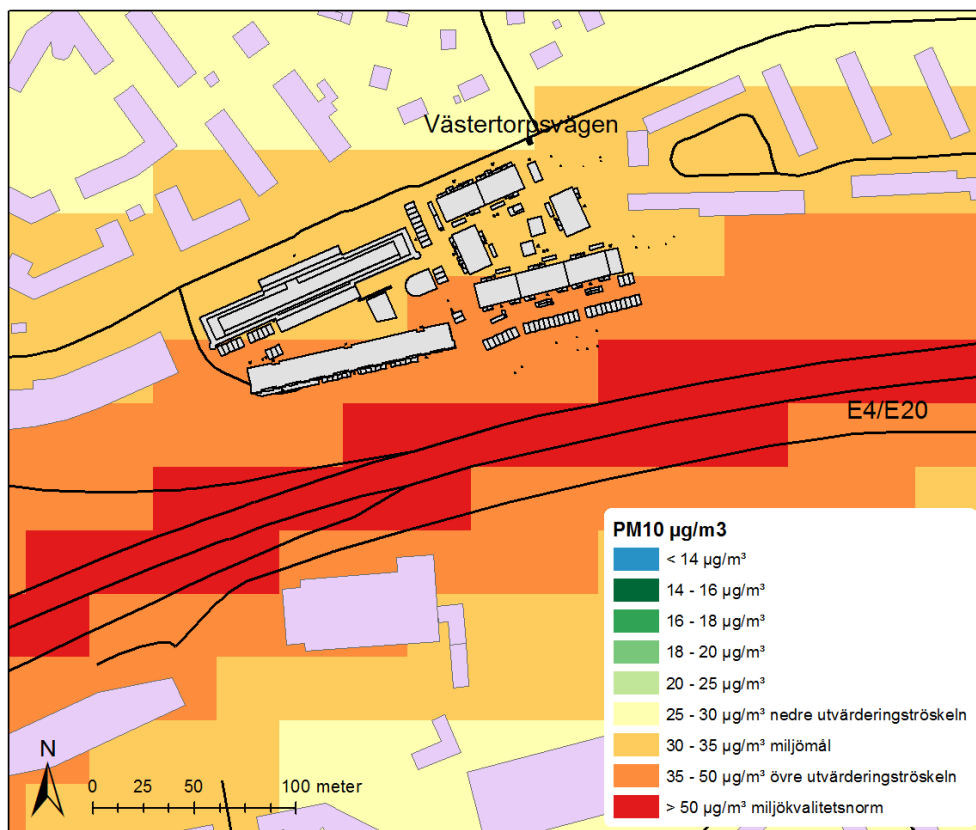 Västertorpsvägen
E4/E20
PM10 µg/m3
< 14 µg/m³
14 - 16 µg/m³
16 - 18 µg/m³
18 - 20 µg/m³
20 - 25 µg/m³
25 - 30 µg/m³ nedre utvärderingströskeln
30 - 35 µg/m³ miljömål
35 - 50 µg/m³ övre utvärderingströskeln
> 50 µg/m³ miljökvalitetsnorm
N
0 25 50 100 meter